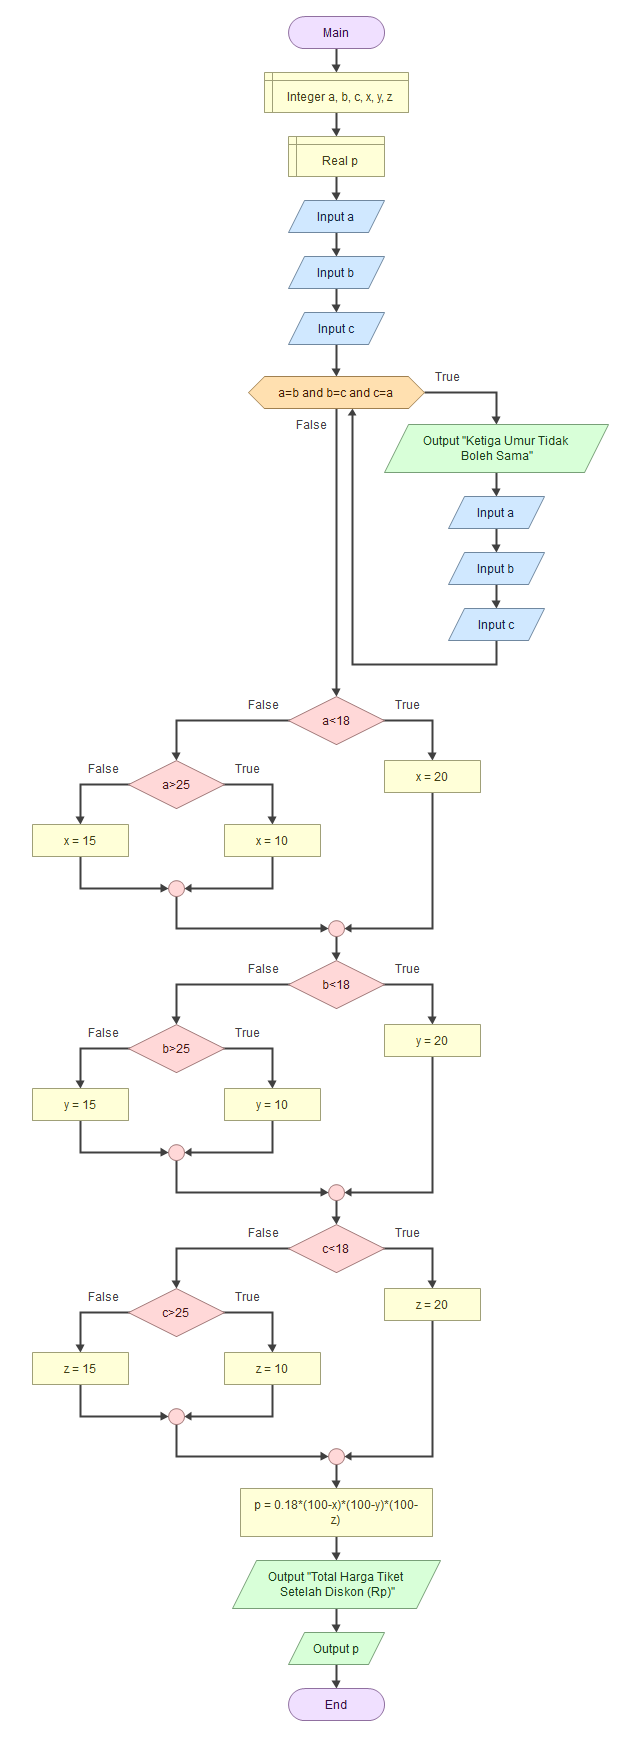 Main
Integer a, b, c, x, y, z
Real p
Input a
Input b
Input c
a=b and b=c and c=a
True
False
Output "Ketiga Umur Tidak
Boleh Sama"
Input a
Input b
Input c
False
True
a<18
False
True
a>25
x = 20
x = 15
x = 10
False
True
b<18
False
True
b>25
y = 20
y = 15
y = 10
False
True
c<18
False
True
c>25
z = 20
z = 15
z = 10
p = 0.18*(100-x)*(100-y)*(100-
z)
Output "Total Harga Tiket
Setelah Diskon (Rp)"
Output p
End